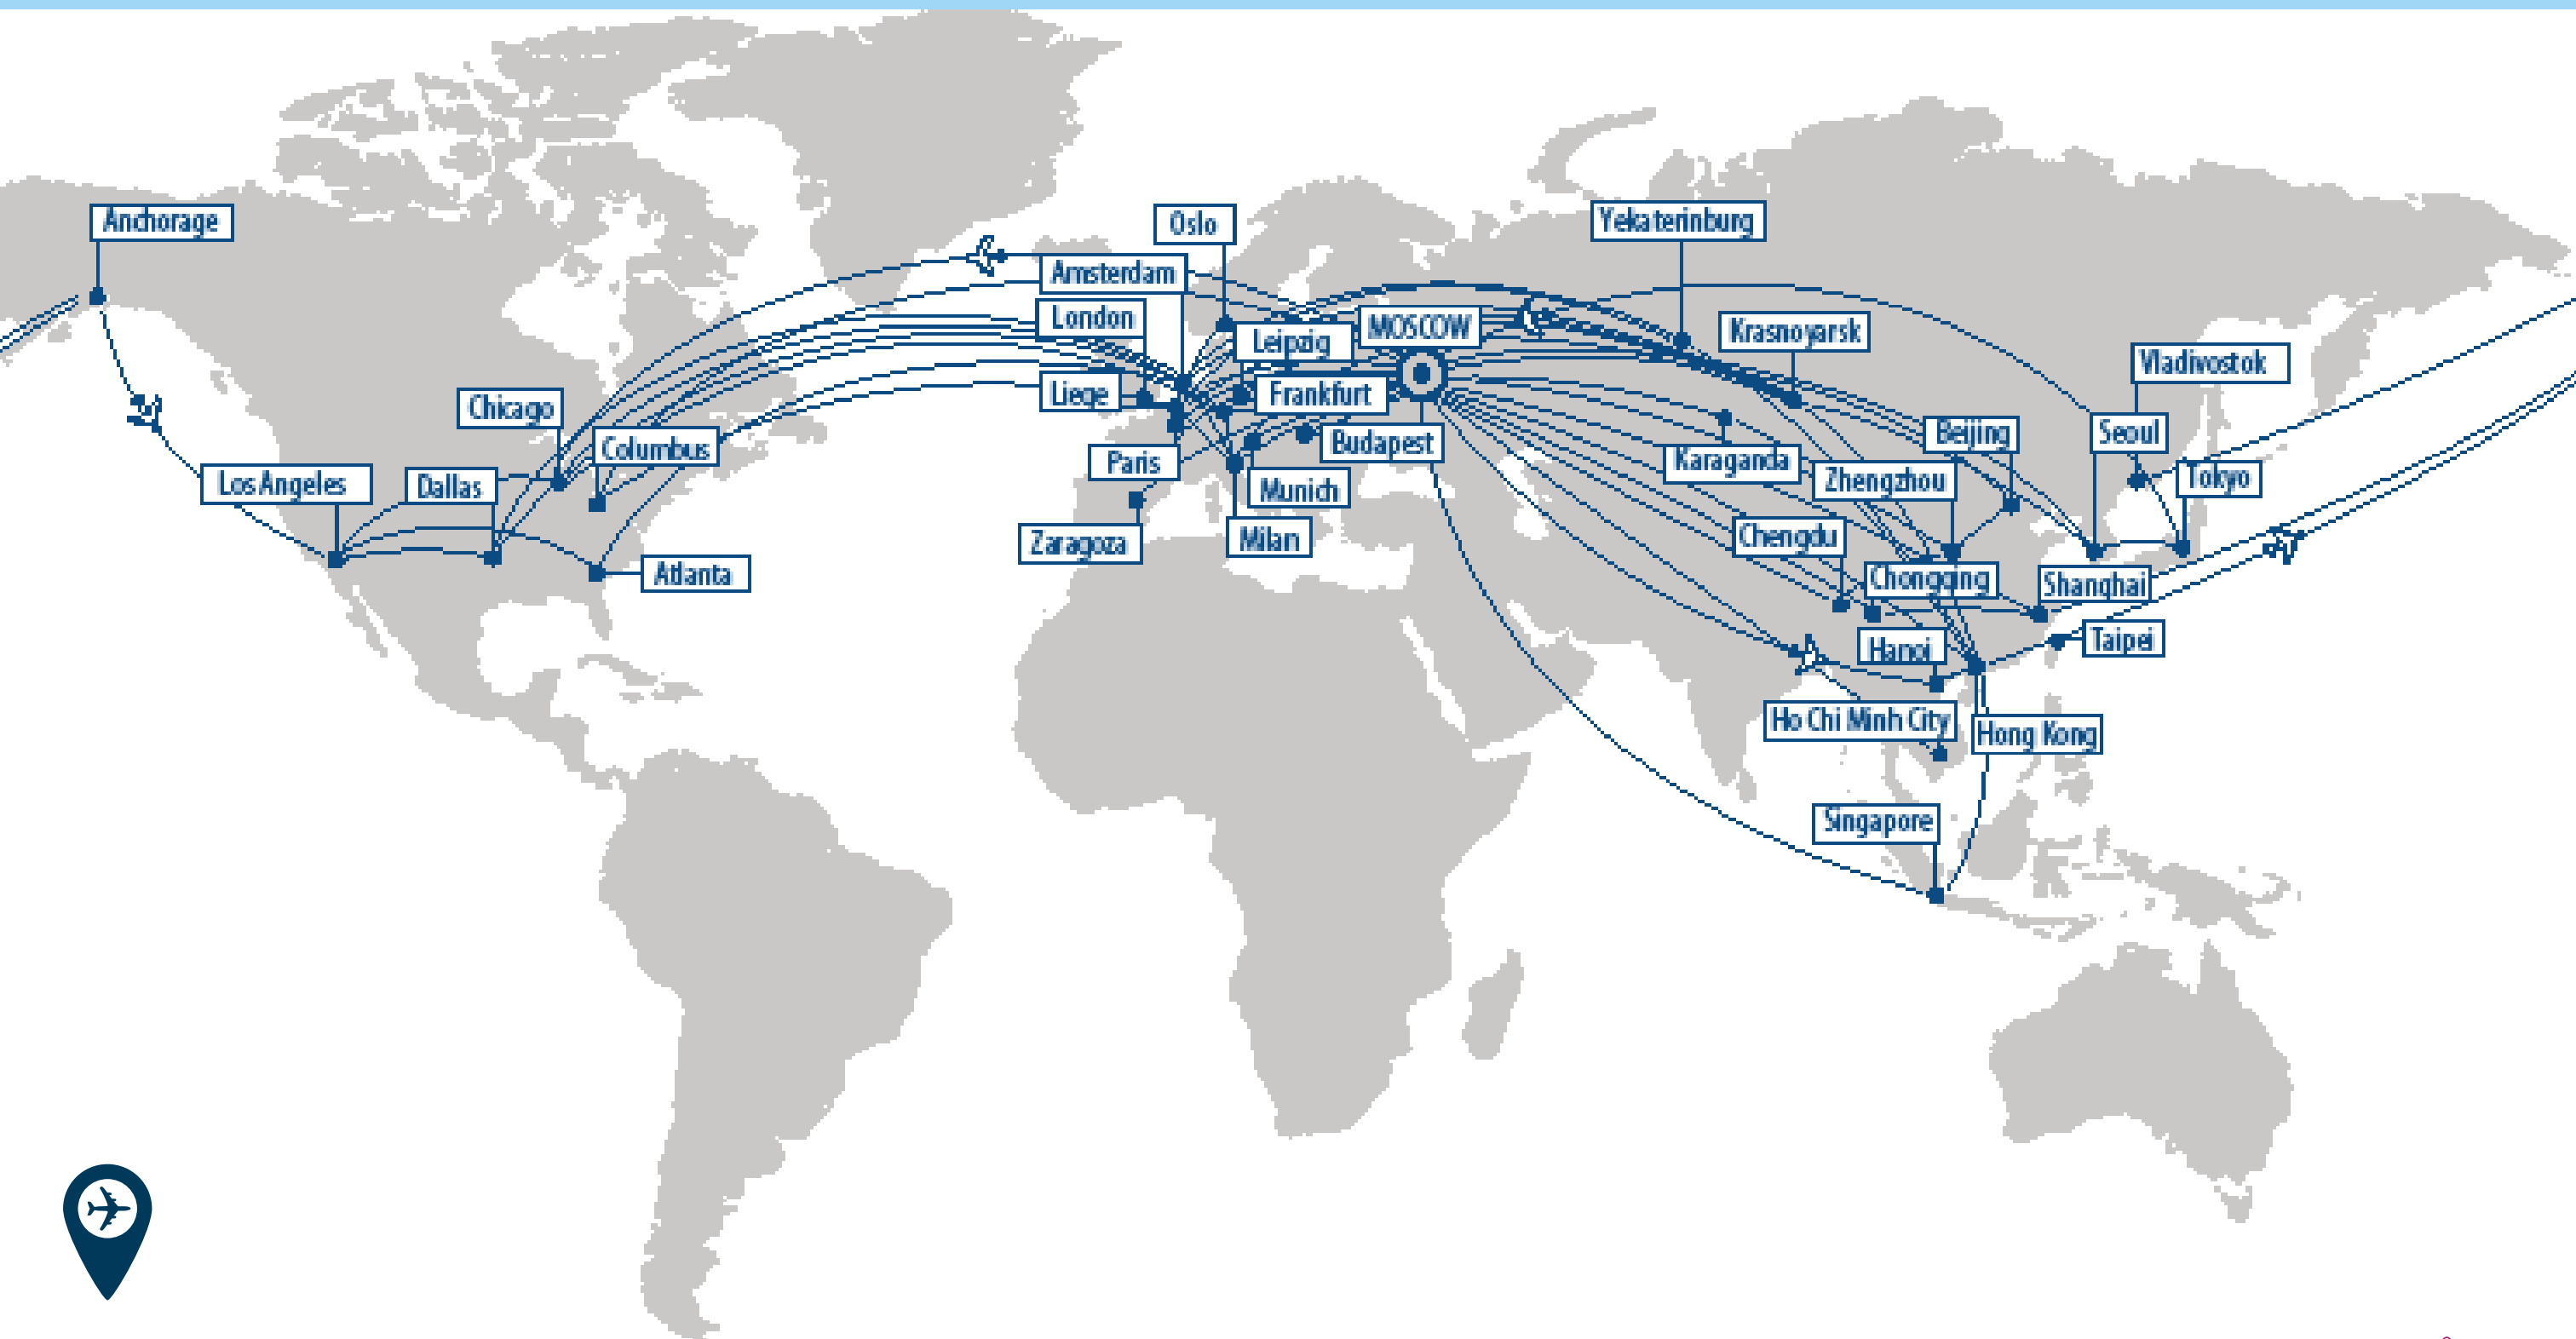 Anchorage
Oslo
Yekaterinburg
Amsterdam
London
MOSCOW
Krasnoyarsk
Leipzig
Vladivostok
Liege
Frankfurt
Chicago
Columbus
Budapest
Beijing
Seoul
Paris
Karaganda
Los Angeles
Dallas
Munich
Zhengzhou
Tokyo
Zaragoza
Milan
Chengdu
Atlanta
Chongqing
Shanghai
Hanoi
Taipei
Ho Chi Minh City
Hong Kong
Singapore